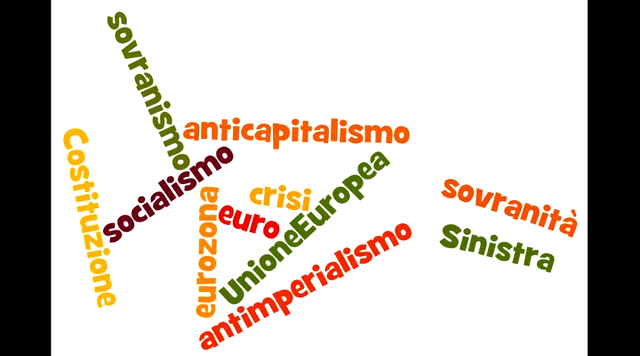 sovranismo
anticapitalismo
Costituzione
socialismo
crisi
euro
eurozona
UnioneEuropea
antimperialismo
sovranità
Sinistra